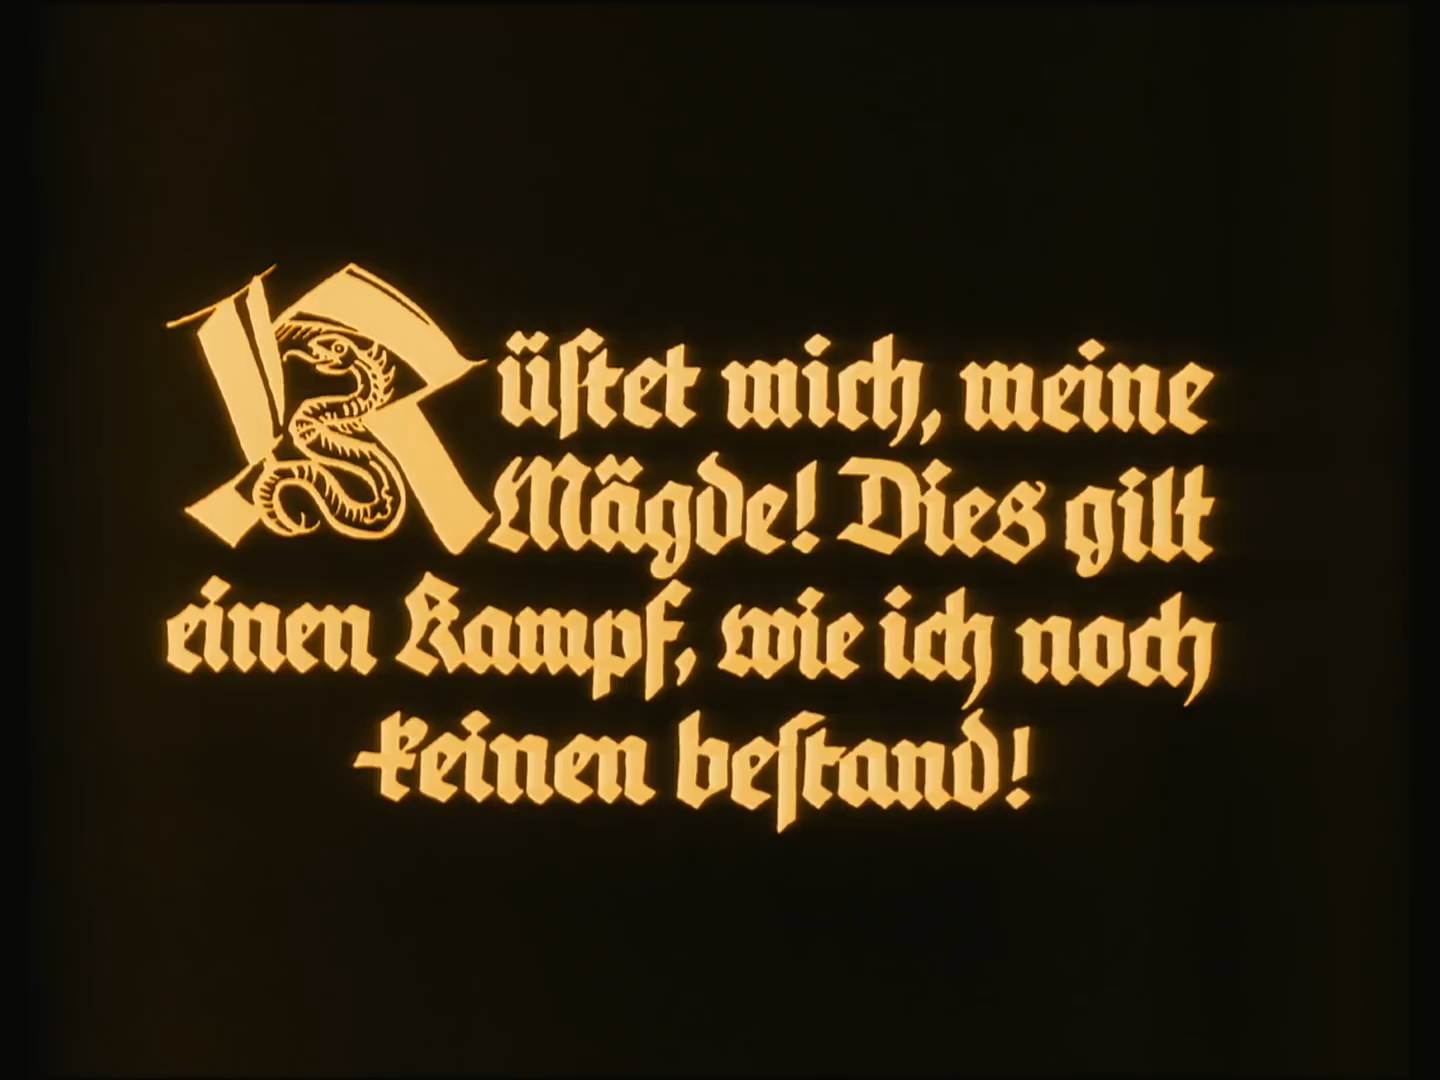 Rüſtet mich, meine
Mägde! Dies gilt
einen Kampf, wie ich noch
keinen beſtand!